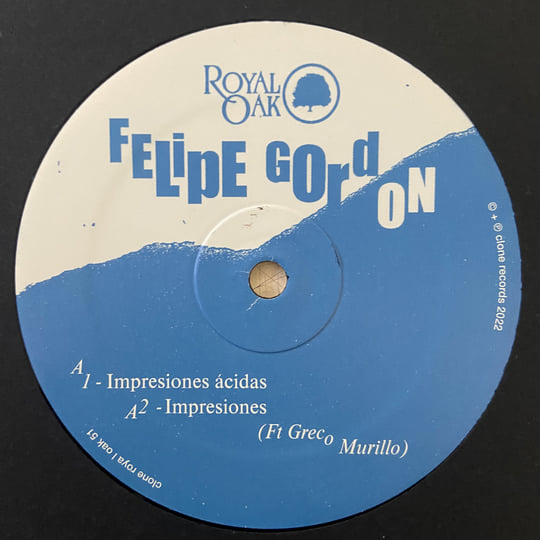 ROYAL
OAK
FELiPE GOrdON
© + ℗ clone records 2022
A1 - Impresiones ácidas
A2 - Impresiones
(Ft Greco Murillo)
clone roya l oak 51